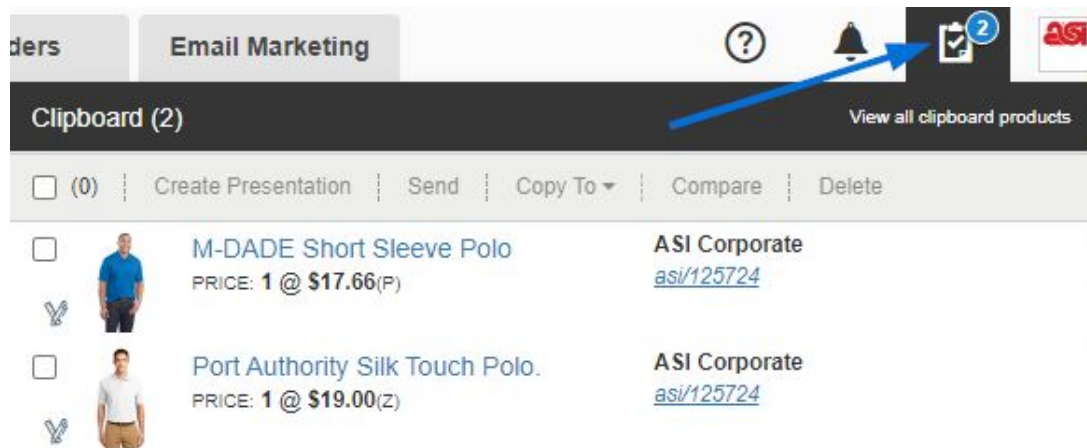 Email Marketing
2
Clipboard (2)
View all clipboard products
(0)
Create Presentation
Send
Copy To
Compare
Delete
M-DADE Short Sleeve Polo
PRICE: 1 @ $17.66(P)
ASI Corporate
asi/125724
Port Authority Silk Touch Polo.
PRICE: 1 @ $19.00(Z)
ASI Corporate
asi/125724